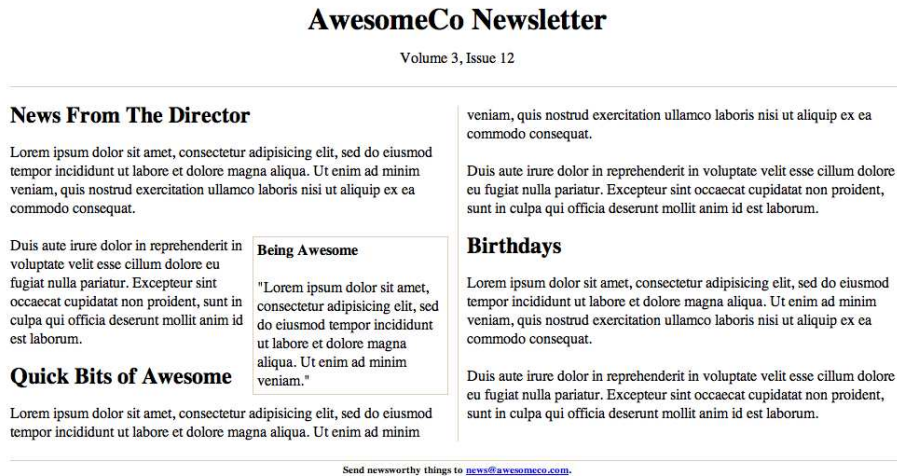 AwesomeCo Newsletter
Volume 3, Issue 12
News From The Director
Lorem ipsum dolor sit amet, consectetur adipisicing elit, sed do eiusmod
tempor incididunt ut labore et dolore magna aliqua. Ut enim ad minim
veniam, quis nostrud exercitation ullamco laboris nisi ut aliquip ex ea
commodo consequat.
Duis aute irure dolor in reprehenderit in
voluptate velit esse cillum dolore eu
fugiat nulla pariatur. Excepteur sint
occaecat cupidatat non proident, sunt in
culpa qui officia deserunt mollit anim id
est laborum.
Being Awesome
"Lorem ipsum dolor sit amet,
consectetur adipisicing elit, sed
do eiusmod tempor incididunt
ut labore et dolore magna
aliqua. Ut enim ad minim
veniam."
Quick Bits of Awesome
Lorem ipsum dolor sit amet, consectetur adipisicing elit, sed do eiusmod
tempor incididunt ut labore et dolore magna aliqua. Ut enim ad minim
veniam, quis nostrud exercitation ullamco laboris nisi ut aliquip ex ea
commodo consequat.
Duis aute irure dolor in reprehenderit in voluptate velit esse cillum dolore
eu fugiat nulla pariatur. Excepteur sint occaecat cupidatat non proident,
sunt in culpa qui officia deserunt mollit anim id est laborum.
Birthdays
Lorem ipsum dolor sit amet, consectetur adipisicing elit, sed do eiusmod
tempor incididunt ut labore et dolore magna aliqua. Ut enim ad minim
veniam, quis nostrud exercitation ullamco laboris nisi ut aliquip ex ea
commodo consequat.
Duis aute irure dolor in reprehenderit in voluptate velit esse cillum dolore
eu fugiat nulla pariatur. Excepteur sint occaecat cupidatat non proident,
sunt in culpa qui officia deserunt mollit anim id est laborum.
Send newsworthy things to news@awesomeco.com.